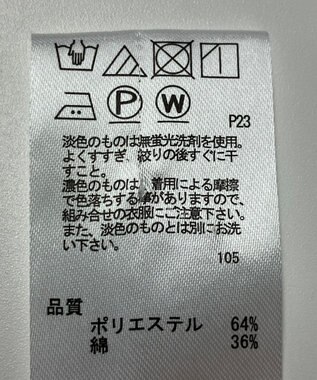 P23
P W
淡色のものは無蛍光洗剤を使用。
よくすすぎ、絞りの後すぐに干
すこと。
濃色のものは、着用による摩擦
で色落ちする事がありますので、
組み合せの衣服にご注意下さい。
また、淡色のものとは別にお洗
い下さい。
105
品質
ポリエステル 64%
綿 36%